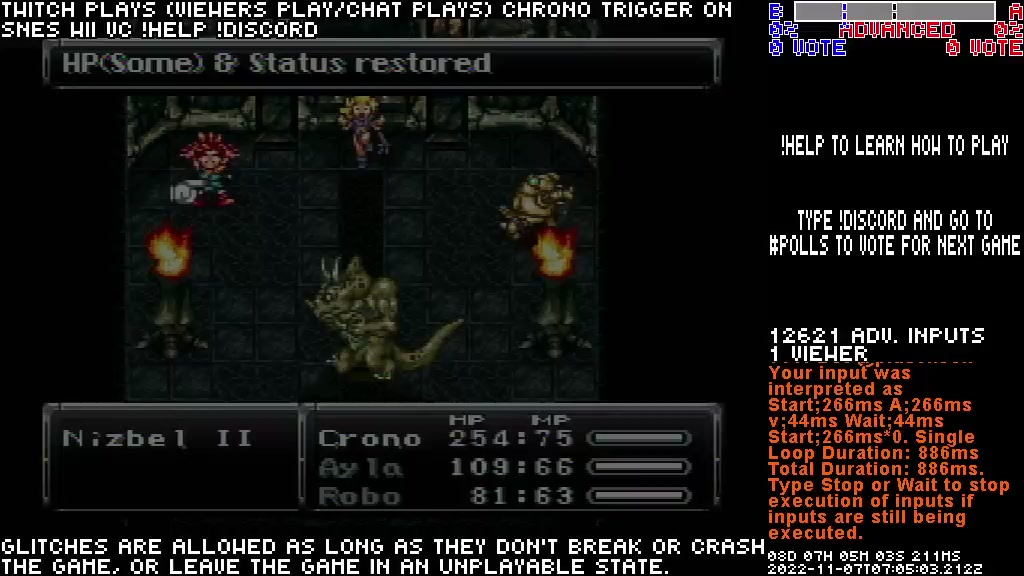 TWITCH PLAYS (VIEWERS PLAY/CHAT PLAYS) CHRONO TRIGGER ON
SNES WII VC !HELP !DISCORD
B A
0% ADVANCED 0%
0 VOTE 0 VOTE
HP(Some) & Status restored
!HELP TO LEARN HOW TO PLAY
TYPE !DISCORD AND GO TO
#POLLS TO VOTE FOR NEXT GAME
12621 ADV. INPUTS
1 VIEWER
Your input was
interpreted as
Start;266ms A;266ms
v;44ms Wait;44ms
Start;266ms*0. Single
Loop Duration: 886ms
Total Duration: 886ms.
Type Stop or Wait to stop
execution of inputs if
inputs are still being
executed.
HP MP
Nizbel II
Crono 254:75
Ayla 109:66
Robo 81:63
GLITCHES ARE ALLOWED AS LONG AS THEY DON'T BREAK OR CRASH
THE GAME, OR LEAVE THE GAME IN AN UNPLAYABLE STATE.
08D 07H 05M 03S 211MS
2022-11-07T07:05:03.212Z